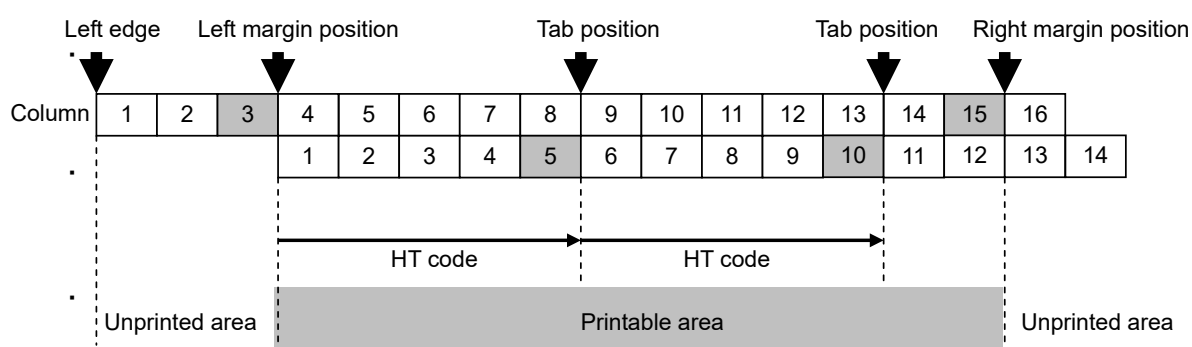 Left edge Left margin position Tab position Tab position Right margin position
Column 1 2 3 4 5 6 7 8 9 10 11 12 13 14 15 16
1 2 3 4 5 6 7 8 9 10 11 12 13 14
HT code HT code
Unprinted area Printable area Unprinted area